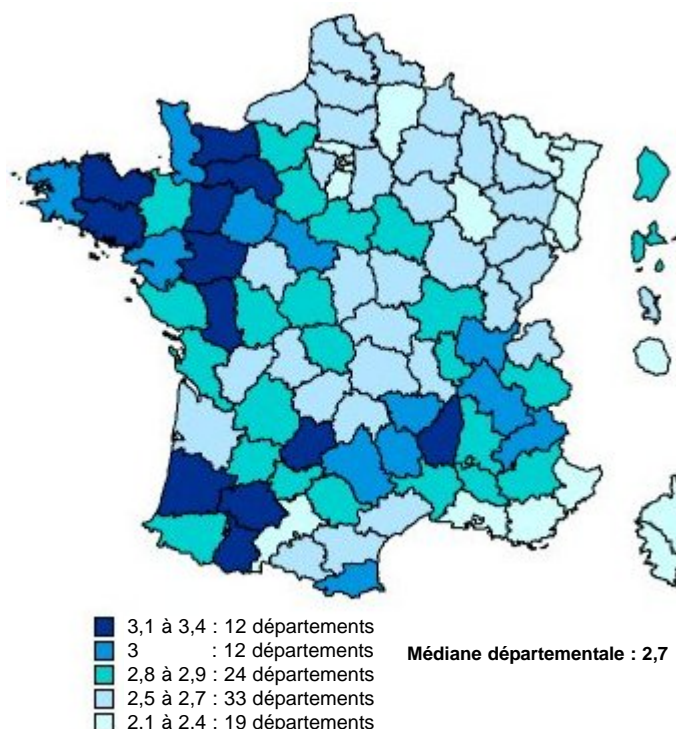 3,1 à 3,4 : 12 départements
3 : 12 départements
Médiane départementale : 2,7
2,8 à 2,9 : 24 départements
2,5 à 2,7 : 33 départements
2,1 à 2,4 : 19 départements